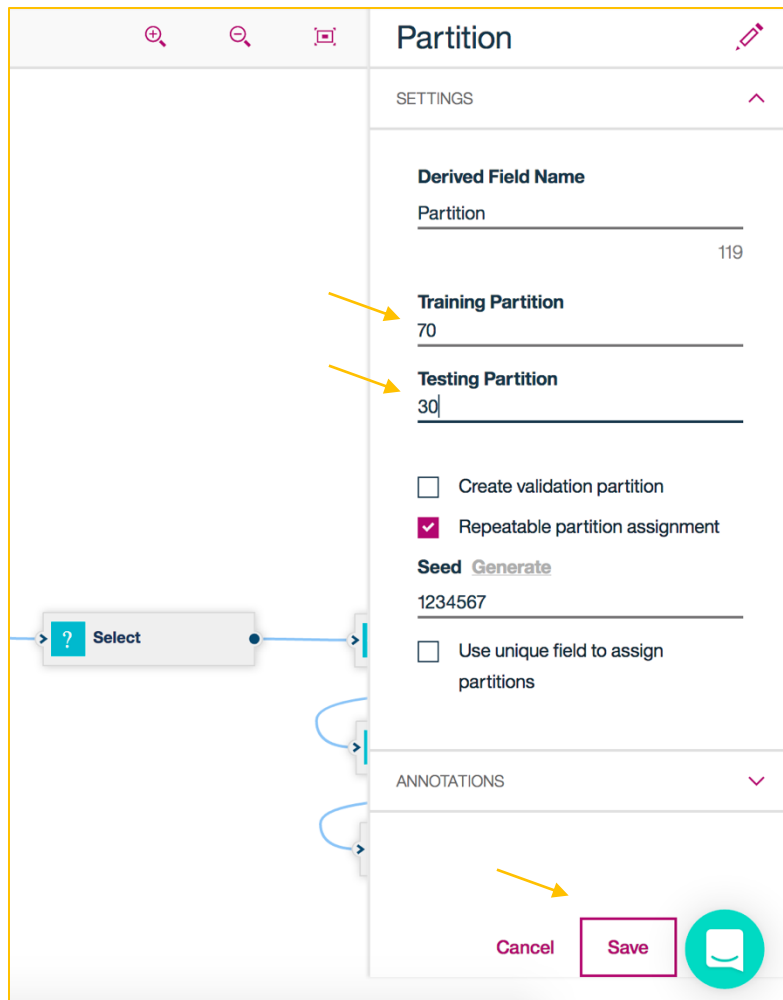 Partition
SETTINGS
Derived Field Name
Partition
119
Training Partition
70
Testing Partition
30
Create validation partition
Repeatable partition assignment
Seed Generate
1234567
Use unique field to assign
partitions
? Select
ANNOTATIONS
Cancel Save